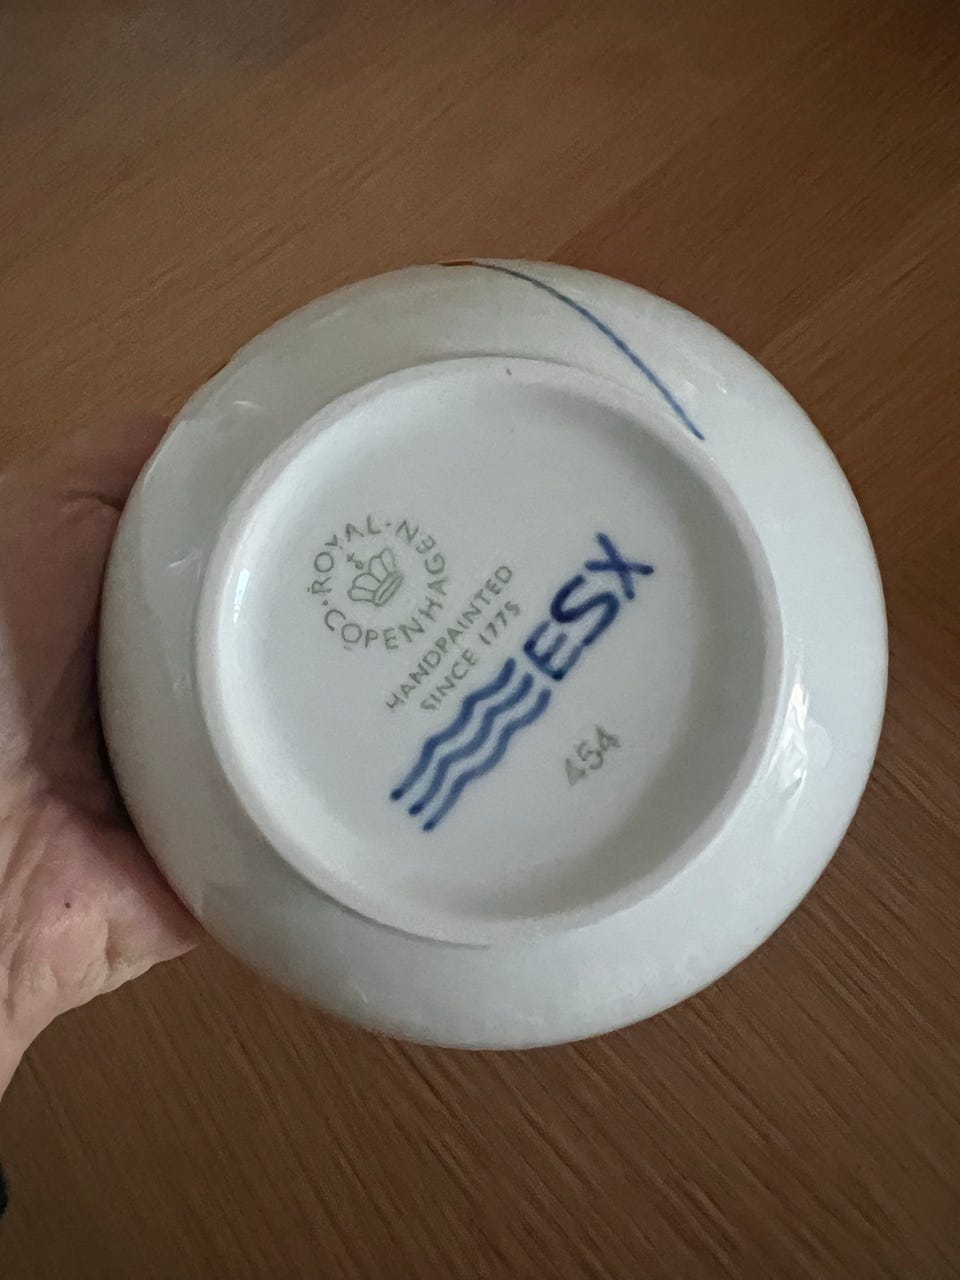 ROYAL·COPENHAGEN·
HANDPAINTED
SINCE 1775
ESX
454